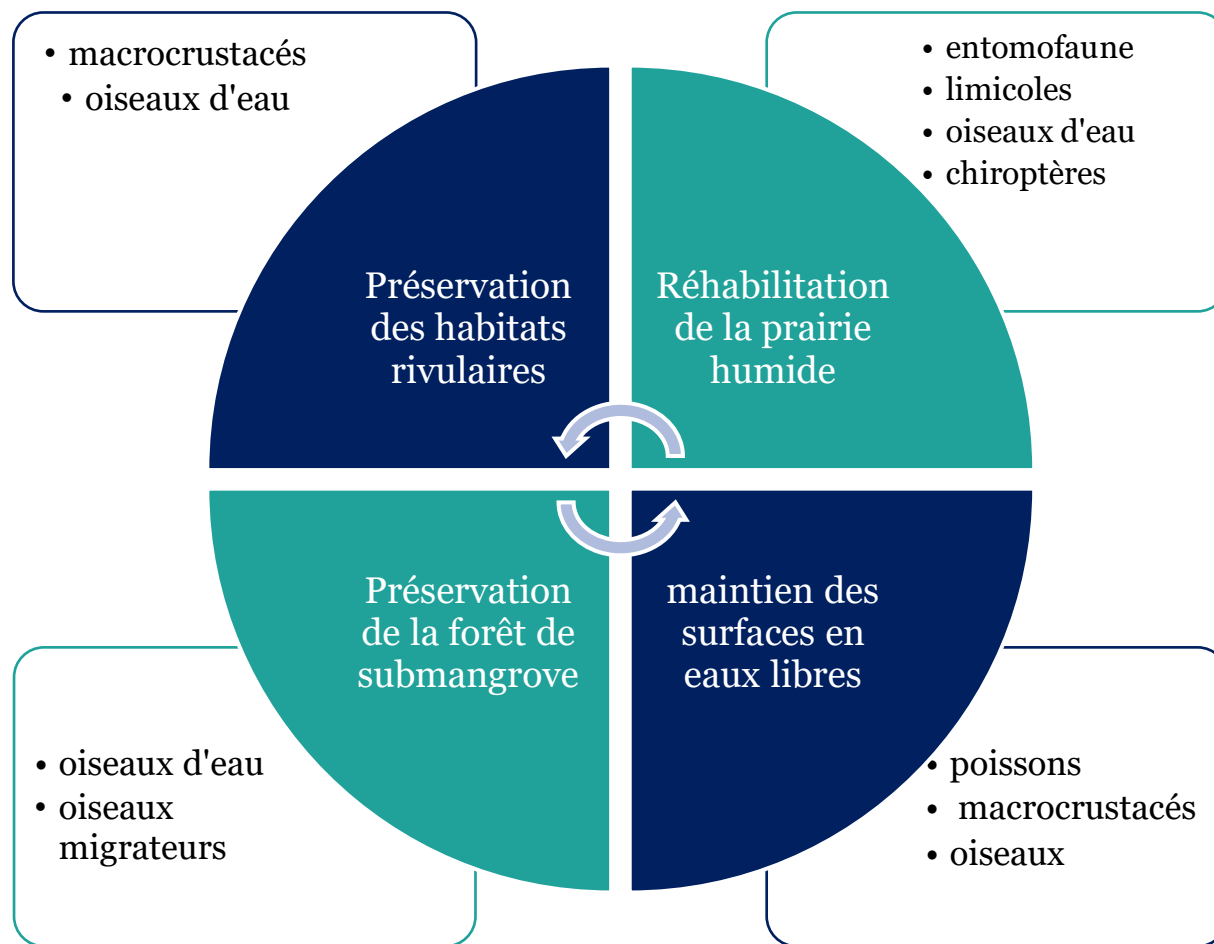 • macrocrustacés
• oiseaux d'eau
• entomofaune
• limicoles
• oiseaux d'eau
• chiroptères
Préservation
des habitats
rivulaires
Réhabilitation
de la prairie
humide
Préservation
de la forêt de
submangrove
maintien des
surfaces en
eaux libres
• oiseaux d'eau
• oiseaux
migrateurs
• poissons
• macrocrustacés
• oiseaux